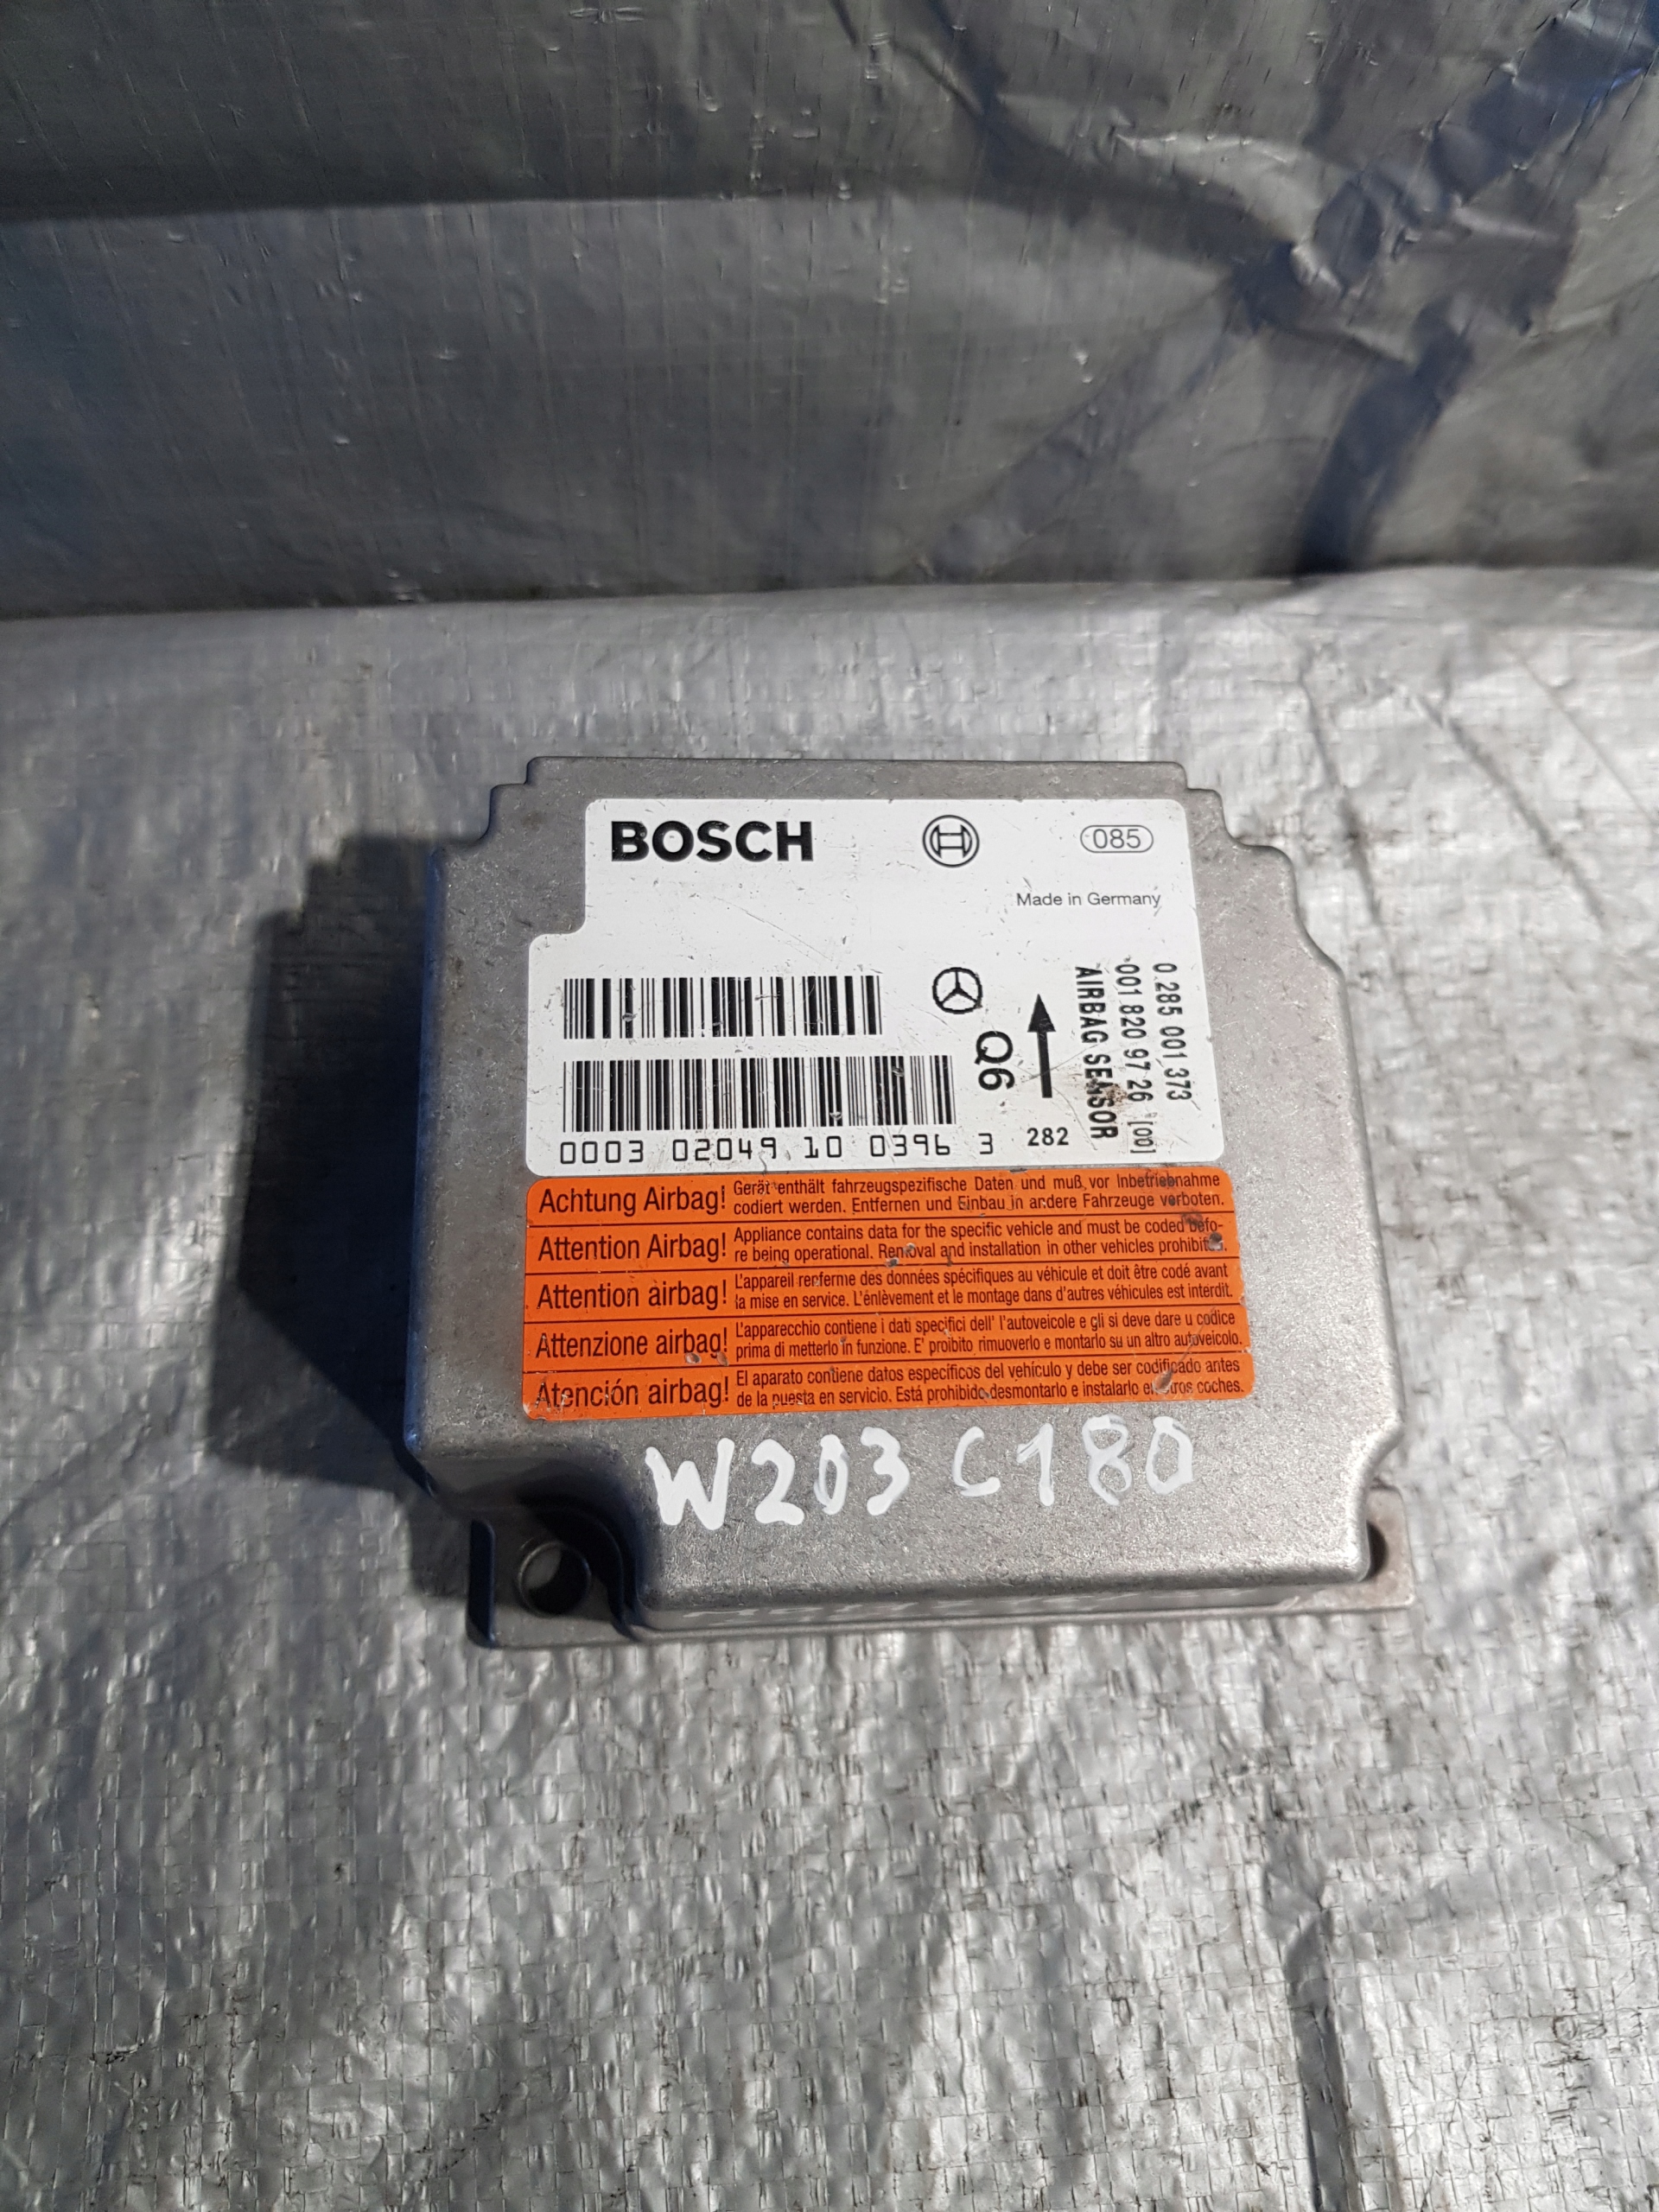 BOSCH
085
Made in Germany
0 285 001 373
001 820 97 26 [00]
AIRBAG SENSOR
Q6
0003 02049 10 0396 3
282
Achtung Airbag! Gerät enthält fahrzeugspezifische Daten und muß vor Inbetriebnahme
codiert werden. Entfernen und Einbau in andere Fahrzeuge verboten.
Attention Airbag! Appliance contains data for the specific vehicle and must be coded befo-
re being operational. Removal and installation in other vehicles prohibited.
Attention airbag! L'appareil renferme des données spécifiques au véhicule et doit être codé avant
la mise en service. L'énlèvement et le montage dans d'autres véhicules est interdit.
Attenzione airbag! L'apparecchio contiene i dati specifici dell' l'autoveicole e gli si deve dare u codice
prima di metterlo in funzione. E' proibito rimuoverlo e montarlo su un altro autoveicolo.
Atención airbag! El aparato contiene datos específicos del vehículo y debe ser codificado antes
de la puesta en servicio. Está prohibido desmontarlo e instalarlo en otros coches.
W203 C180